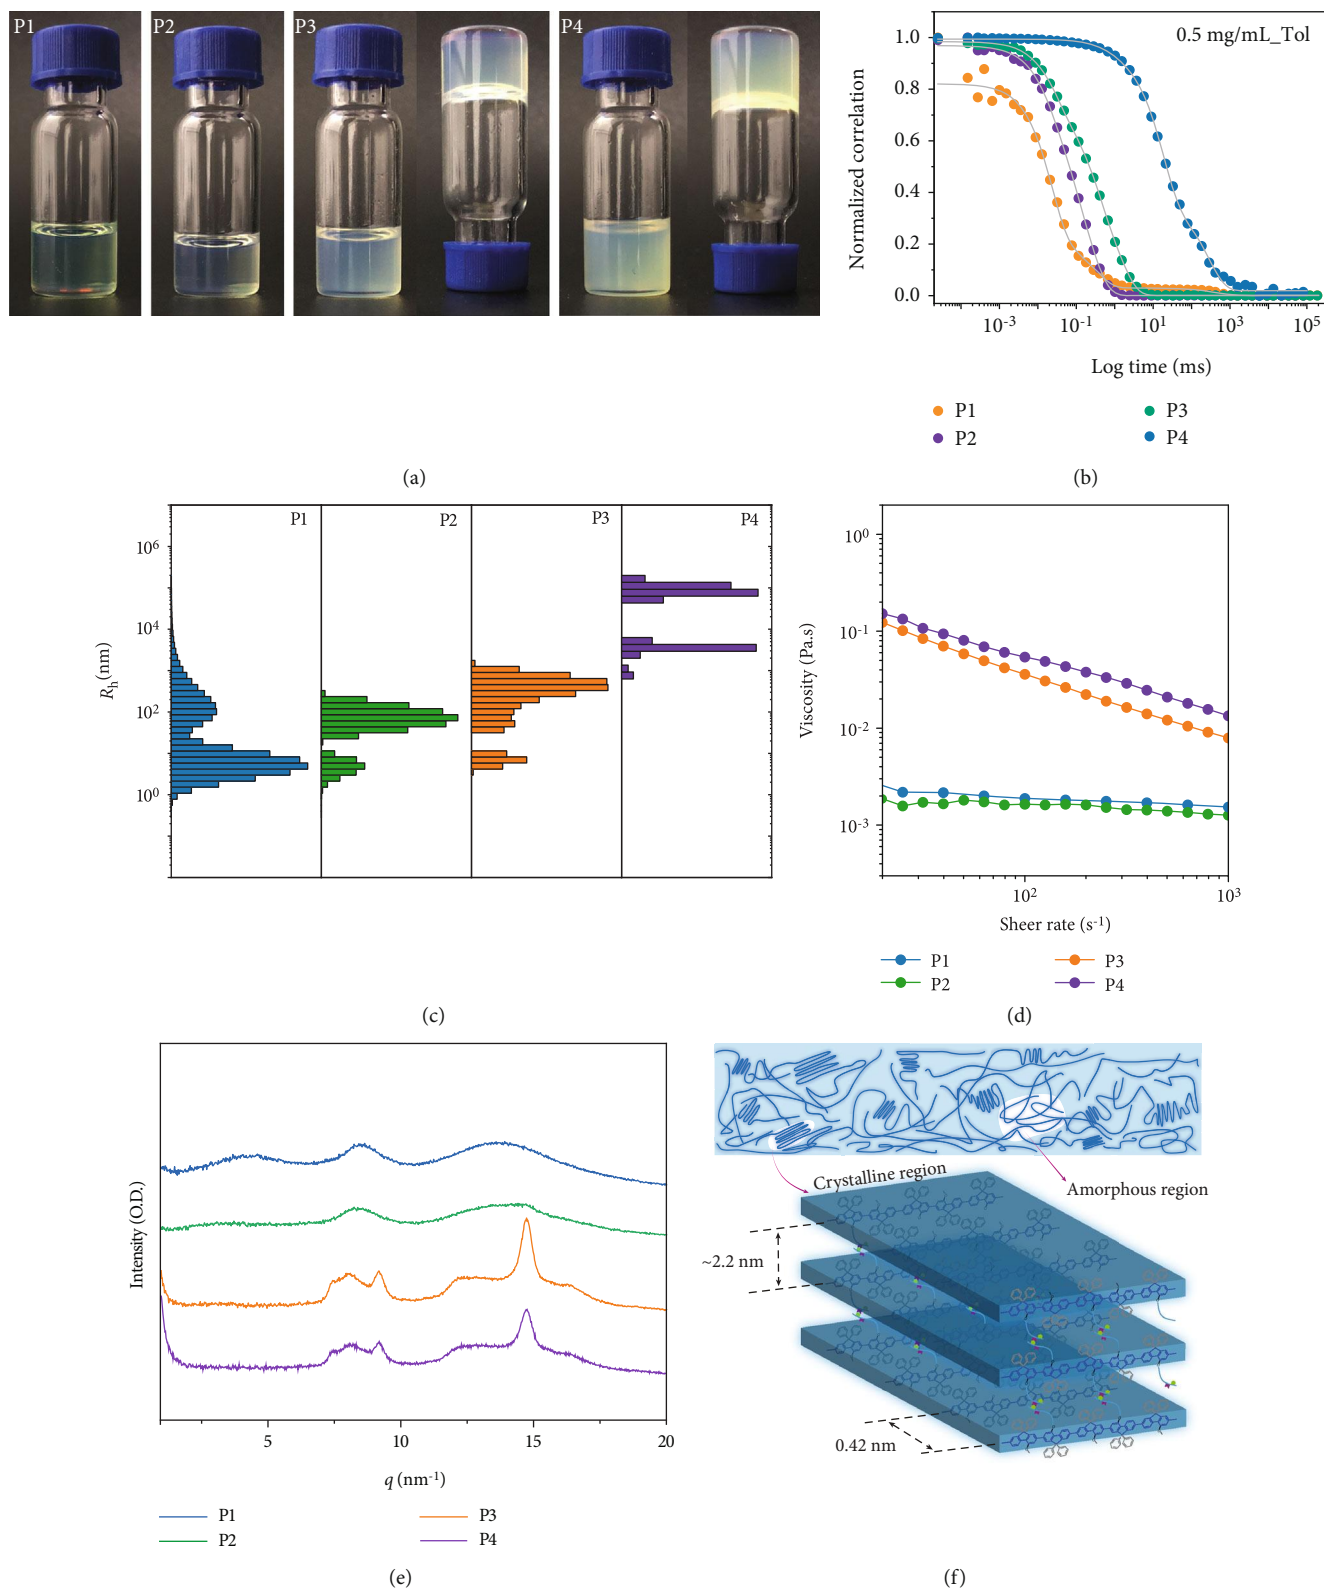 P1
P2
P3
P4
(a)
0.5 mg/mL_Tol
Normalized correlation
1.0
0.8
0.6
0.4
0.2
0.0
10-3
10-1
101
103
105
Log time (ms)
P1
P3
P2
P4
(b)
P1
P2
P3
P4
Rh(nm)
106
104
102
100
(c)
Viscosity (Pa.s)
100
10-1
10-2
10-3
102
103
Sheer rate (s-1)
P1
P3
P2
P4
(d)
Intensity (O.D.)
5
10
15
20
q (nm-1)
P1
P3
P2
P4
(e)
Crystalline region
Amorphous region
~2.2 nm
0.42 nm
(f)